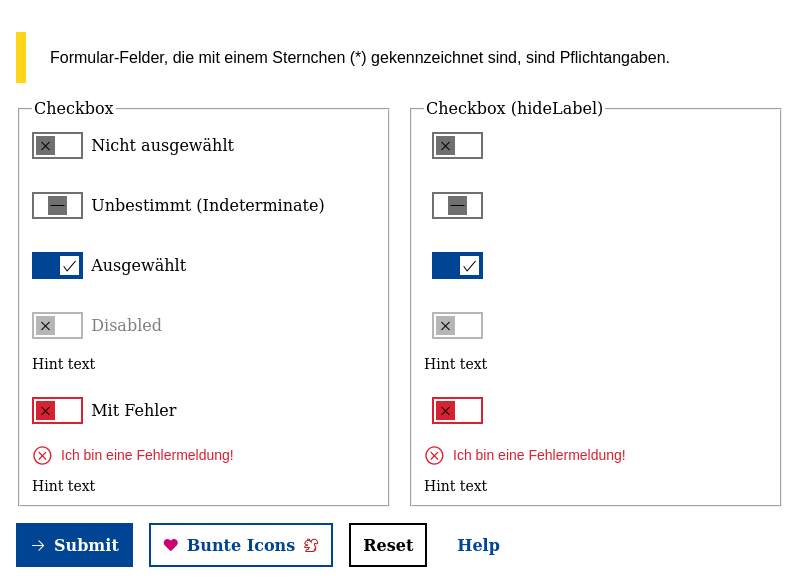 Formular-Felder, die mit einem Sternchen (*) gekennzeichnet sind, sind Pflichtangaben.
Checkbox
Nicht ausgewählt
Unbestimmt (Indeterminate)
Ausgewählt
Disabled
Hint text
Mit Fehler
Ich bin eine Fehlermeldung!
Hint text
Checkbox (hideLabel)
Hint text
Ich bin eine Fehlermeldung!
Hint text
Submit
Bunte Icons
Reset
Help